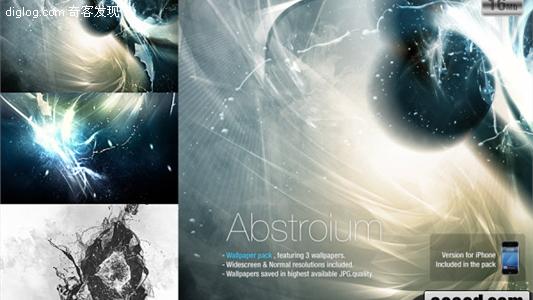 diglog.com 奇客发现
16MB
Abstroium
- Wallpaper pack , featuring 3 wallpapers.
- Widescreen & Normal resolutions included.
- Wallpapers saved in highest available JPG.quality.
Version for iPhone
Included in the pack